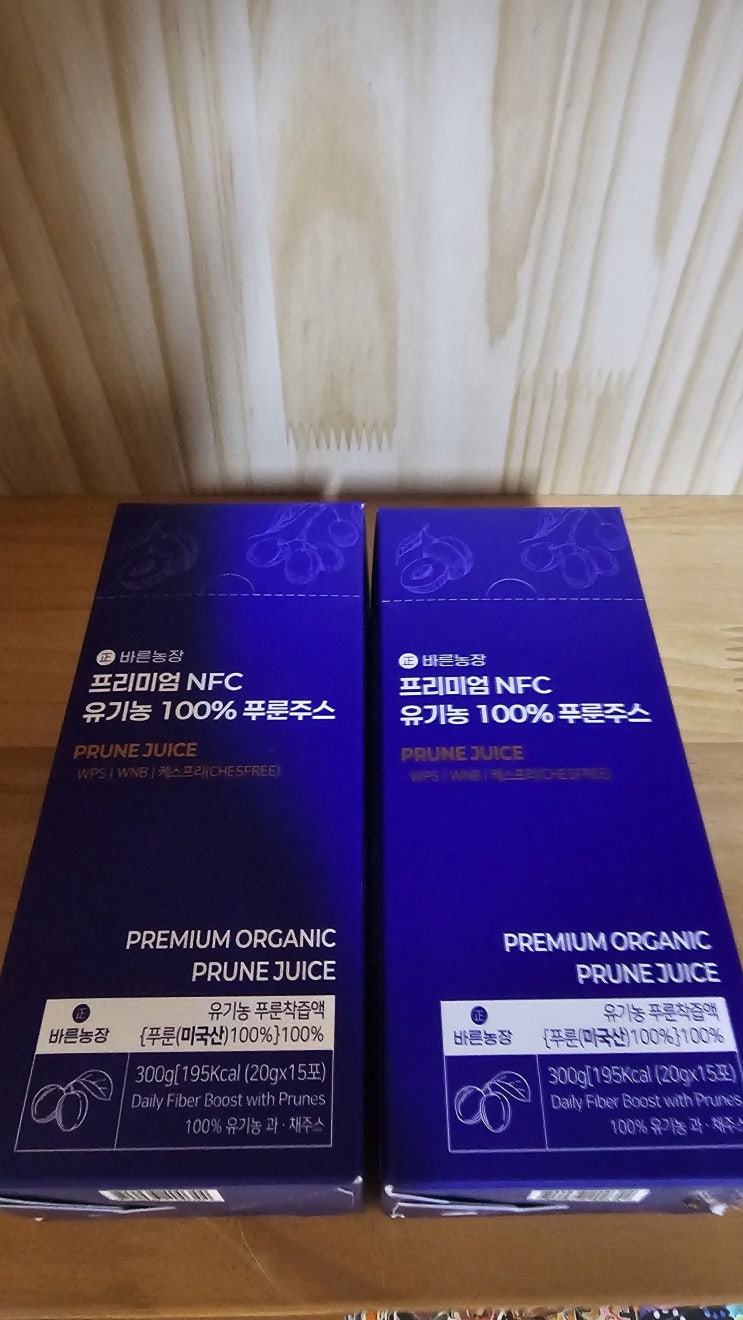 正 바른농장
프리미엄 NFC
유기농 100% 푸룬주스
PRUNE JUICE
WPS | WNB | 케스프리(CHESFREE)
PREMIUM ORGANIC
PRUNE JUICE
正
바른농장
유기농 푸룬착즙액
{푸룬(미국산)100%}100%
300g[195Kcal (20gx15포)
Daily Fiber Boost with Prunes
100% 유기농 과·채주스
正 바른농장
프리미엄 NFC
유기농 100% 푸룬주스
PRUNE JUICE
WPS | WNB | 케스프리(CHESFREE)
PREMIUM ORGANIC
PRUNE JUICE
正
바른농장
유기농 푸룬착즙액
{푸룬(미국산)100%}100%
300g[195Kcal (20gx15포)
Daily Fiber Boost with Prunes
100% 유기농 과·채주스